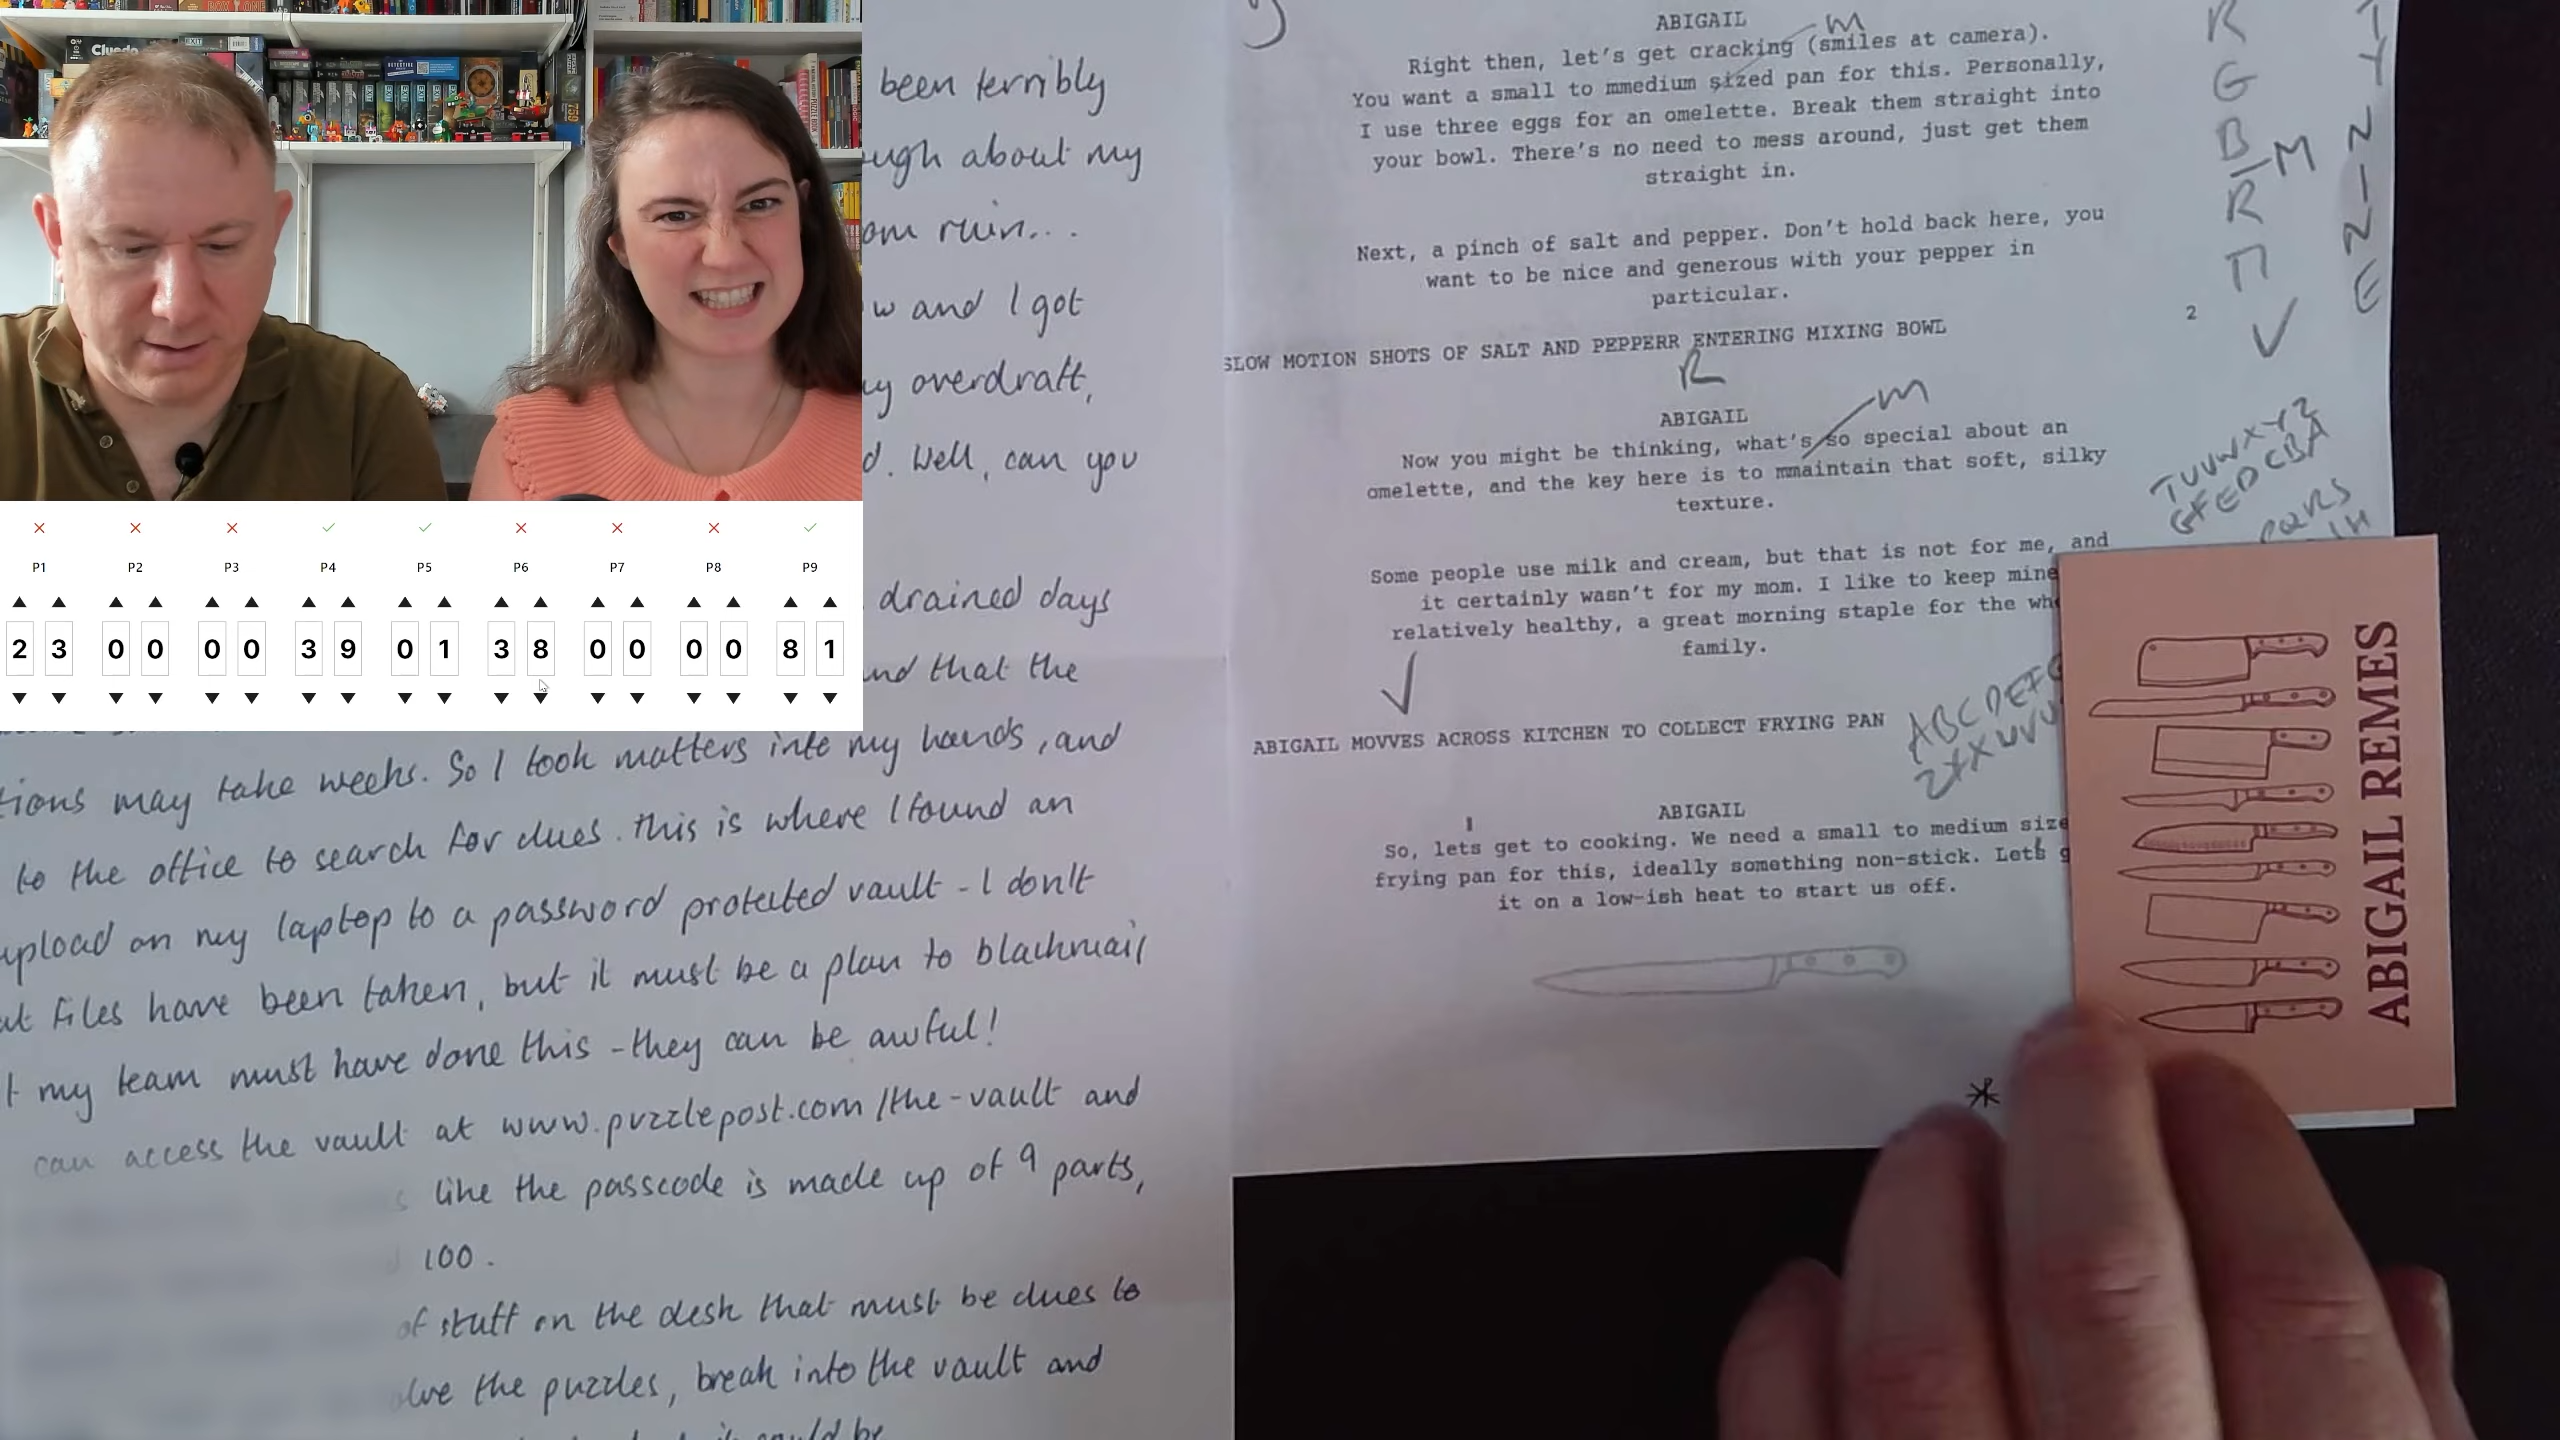 BOX ONE
EXIT
Cluedo
P1
P2
P3
P4
P5
P6
P7
P8
P9
2 3
0 0
0 0
3 9
0 1
3 8
0 0
0 0
8 1
been terribly
about my
ruin...
and I got
overdraft,
Well, can you
drained days
that the
may take weeks. So I took matters into my hands, and
to the office to search for clues. this is where I found an
upload on my laptop to a password protected vault - I don't
files have been taken, but it must be a plan to blackmail
my team must have done this - they can be awful!
can access the vault at www.puzzlepost.com/the-vault and
like the passcode is made up of 9 parts,
100.
of stuff on the desk that must be clues to
the puzzles, break into the vault and
could be
ABIGAIL
m
Right then, let's get cracking (smiles at camera).
You want a small to mmedium sized pan for this. Personally,
I use three eggs for an omelette. Break them straight into
your bowl. There's no need to mess around, just get them
straight in.
Next, a pinch of salt and pepper. Don't hold back here, you
want to be nice and generous with your pepper in
particular.
2
SLOW MOTION SHOTS OF SALT AND PEPPERR ENTERING MIXING BOWL
R
ABIGAIL
m
Now you might be thinking, what's so special about an
omelette, and the key here is to mmaintain that soft, silky
texture.
Some people use milk and cream, but that is not for me, and
it certainly wasn't for my mom. I like to keep mine
relatively healthy, a great morning staple for the
family.
ABIGAIL MOVVES ACROSS KITCHEN TO COLLECT FRYING PAN
ABIGAIL
So, lets get to cooking. We need a small to medium size
frying pan for this, ideally something non-stick. Lets
it on a low-ish heat to start us off.
*
R
G
B M
R
Y
N
I
N
E
TUVWXYZ
GFEDCBA
ABCDEFG
ZYXWVU
ABIGAIL REMES